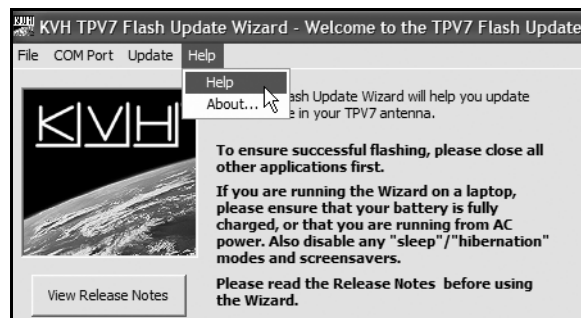 KVH TPV7 Flash Update Wizard - Welcome to the TPV7 Flash Update
File COM Port Update Help
Help
About...
ash Update Wizard will help you update
in your TPV7 antenna.
KVH
To ensure successful flashing, please close all
other applications first.
If you are running the Wizard on a laptop,
please ensure that your battery is fully
charged, or that you are running from AC
power. Also disable any "sleep"/"hibernation"
modes and screensavers.
Please read the Release Notes before using
the Wizard.
View Release Notes